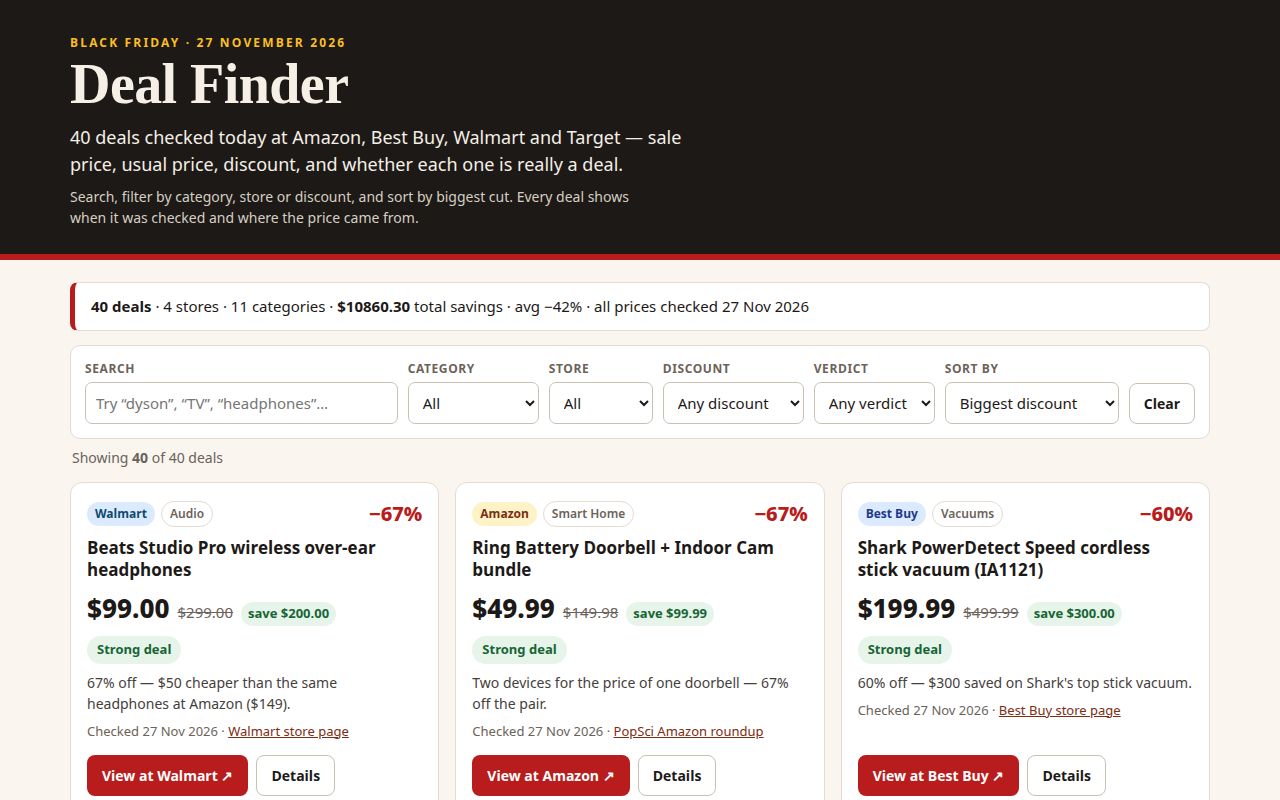 BLACK FRIDAY · 27 NOVEMBER 2026
Deal Finder
40 deals checked today at Amazon, Best Buy, Walmart and Target — sale
price, usual price, discount, and whether each one is really a deal.
Search, filter by category, store or discount, and sort by biggest cut. Every deal shows
when it was checked and where the price came from.
40 deals · 4 stores · 11 categories · $10860.30 total savings · avg −42% · all prices checked 27 Nov 2026
SEARCH CATEGORY STORE DISCOUNT VERDICT SORT BY
Try “dyson”, “TV”, “headphones”… All All Any discount Any verdict Biggest discount Clear
Showing 40 of 40 deals
Walmart Audio −67%
Beats Studio Pro wireless over-ear
headphones
$99.00 $299.00 save $200.00
Strong deal
67% off — $50 cheaper than the same
headphones at Amazon ($149).
Checked 27 Nov 2026 · Walmart store page
View at Walmart ↗ Details
Amazon Smart Home −67%
Ring Battery Doorbell + Indoor Cam
bundle
$49.99 $149.98 save $99.99
Strong deal
Two devices for the price of one doorbell — 67%
off the pair.
Checked 27 Nov 2026 · PopSci Amazon roundup
View at Amazon ↗ Details
Best Buy Vacuums −60%
Shark PowerDetect Speed cordless
stick vacuum (IA1121)
$199.99 $499.99 save $300.00
Strong deal
60% off — $300 saved on Shark's top stick vacuum.
Checked 27 Nov 2026 · Best Buy store page
View at Best Buy ↗ Details